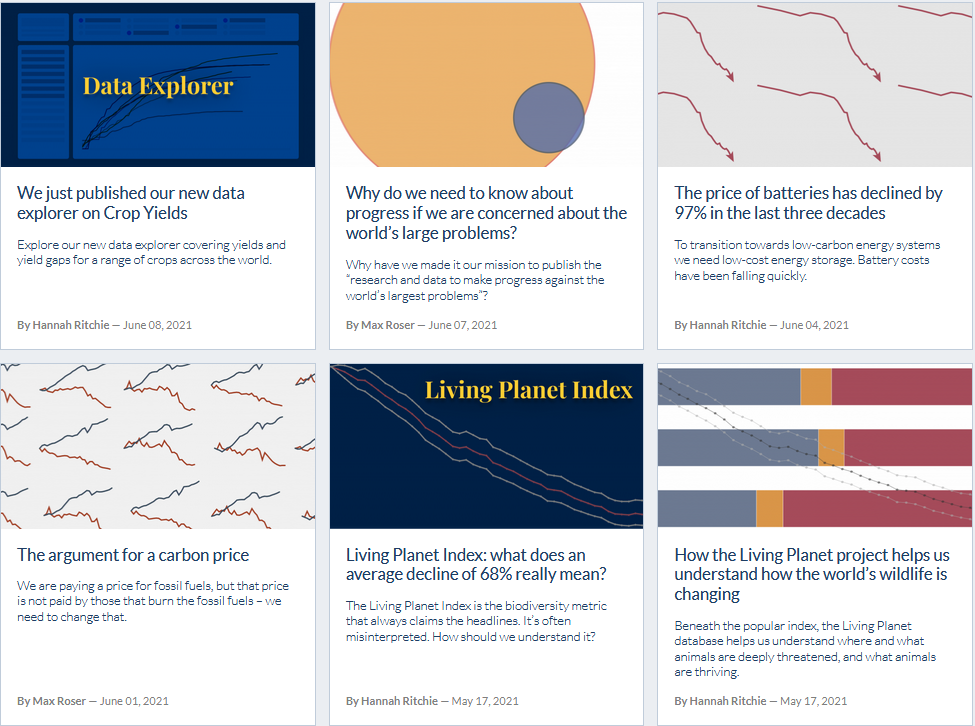 Data Explorer
We just published our new data
explorer on Crop Yields
Explore our new data explorer covering yields and
yield gaps for a range of crops across the world.
By Hannah Ritchie — June 08, 2021
Why do we need to know about
progress if we are concerned about the
world’s large problems?
Why have we made it our mission to publish the
“research and data to make progress against the
world’s largest problems”?
By Max Roser — June 07, 2021
The price of batteries has declined by
97% in the last three decades
To transition towards low-carbon energy systems
we need low-cost energy storage. Battery costs
have been falling quickly.
By Hannah Ritchie — June 04, 2021
The argument for a carbon price
We are paying a price for fossil fuels, but that price
is not paid by those that burn the fossil fuels – we
need to change that.
By Max Roser — June 01, 2021
Living Planet Index
Living Planet Index: what does an
average decline of 68% really mean?
The Living Planet Index is the biodiversity metric
that always claims the headlines. It’s often
misinterpreted. How should we understand it?
By Hannah Ritchie — May 17, 2021
How the Living Planet project helps us
understand how the world’s wildlife is
changing
Beneath the popular index, the Living Planet
database helps us understand where and what
animals are deeply threatened, and what animals
are thriving.
By Hannah Ritchie — May 17, 2021